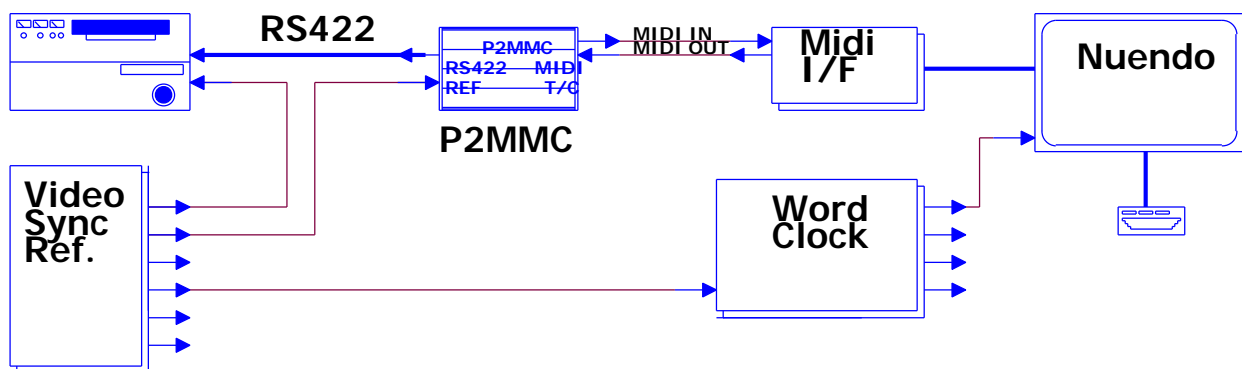 RS422
P2MMC
RS422 MIDI
REF T/C
P2MMC
MIDI IN
MIDI OUT
Midi
I/F
Nuendo
Video
Sync
Ref.
Word
Clock